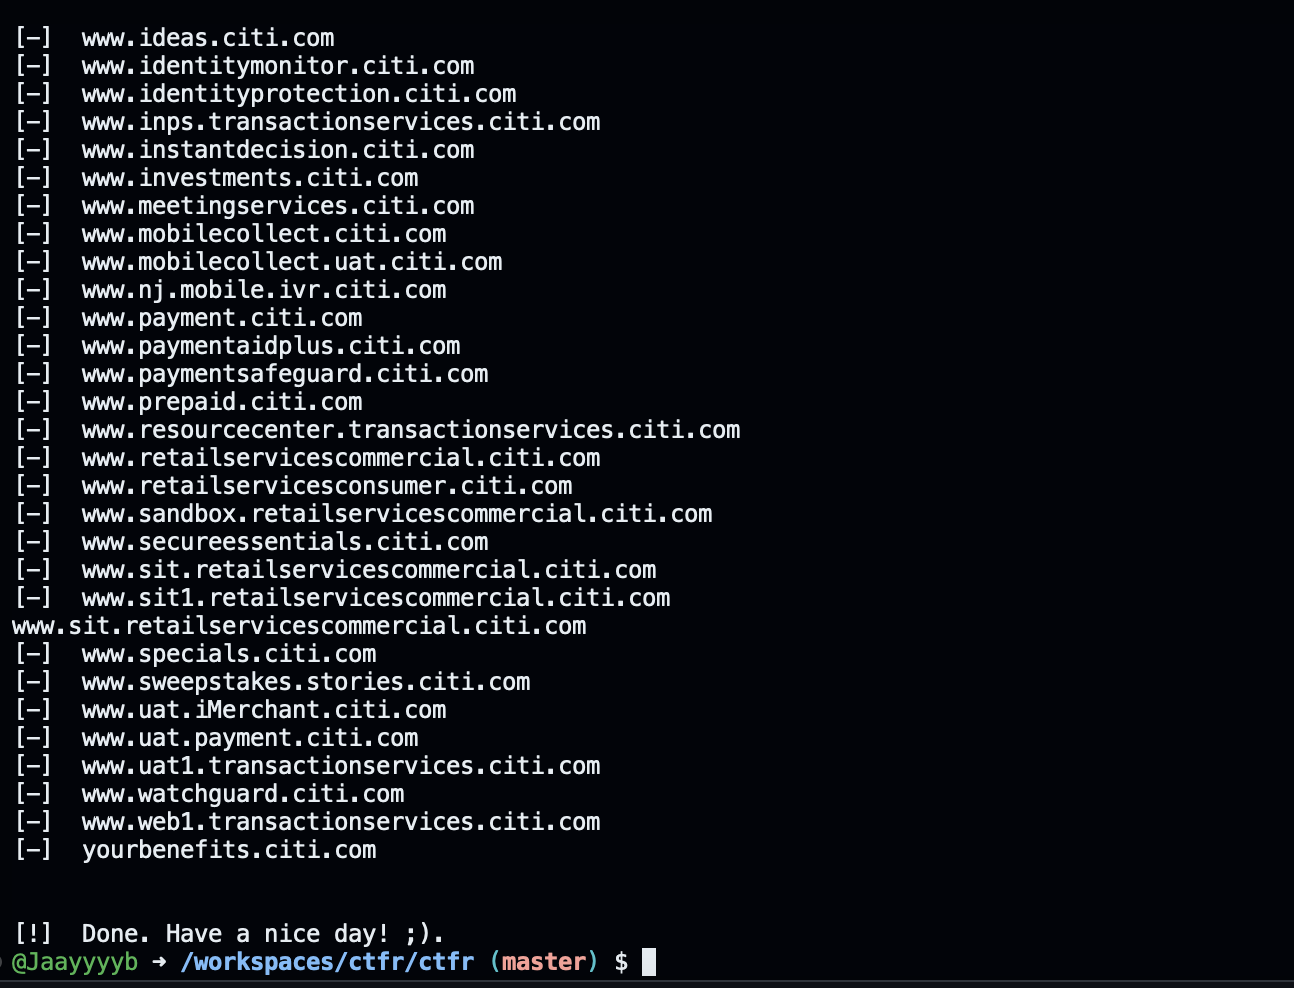 [-]  www.ideas.citi.com
[-]  www.identitymonitor.citi.com
[-]  www.identityprotection.citi.com
[-]  www.inps.transactionservices.citi.com
[-]  www.instantdecision.citi.com
[-]  www.investments.citi.com
[-]  www.meetingservices.citi.com
[-]  www.mobilecollect.citi.com
[-]  www.mobilecollect.uat.citi.com
[-]  www.nj.mobile.ivr.citi.com
[-]  www.payment.citi.com
[-]  www.paymentaidplus.citi.com
[-]  www.paymentsafeguard.citi.com
[-]  www.prepaid.citi.com
[-]  www.resourcecenter.transactionservices.citi.com
[-]  www.retailservicescommercial.citi.com
[-]  www.retailservicesconsumer.citi.com
[-]  www.sandbox.retailservicescommercial.citi.com
[-]  www.secureessentials.citi.com
[-]  www.sit.retailservicescommercial.citi.com
[-]  www.sit1.retailservicescommercial.citi.com
www.sit.retailservicescommercial.citi.com
[-]  www.specials.citi.com
[-]  www.sweepstakes.stories.citi.com
[-]  www.uat.iMerchant.citi.com
[-]  www.uat.payment.citi.com
[-]  www.uat1.transactionservices.citi.com
[-]  www.watchguard.citi.com
[-]  www.web1.transactionservices.citi.com
[-]  yourbenefits.citi.com
[!]  Done. Have a nice day! ;).
@Jaayyyyb ➜ /workspaces/ctfr/ctfr (master) $